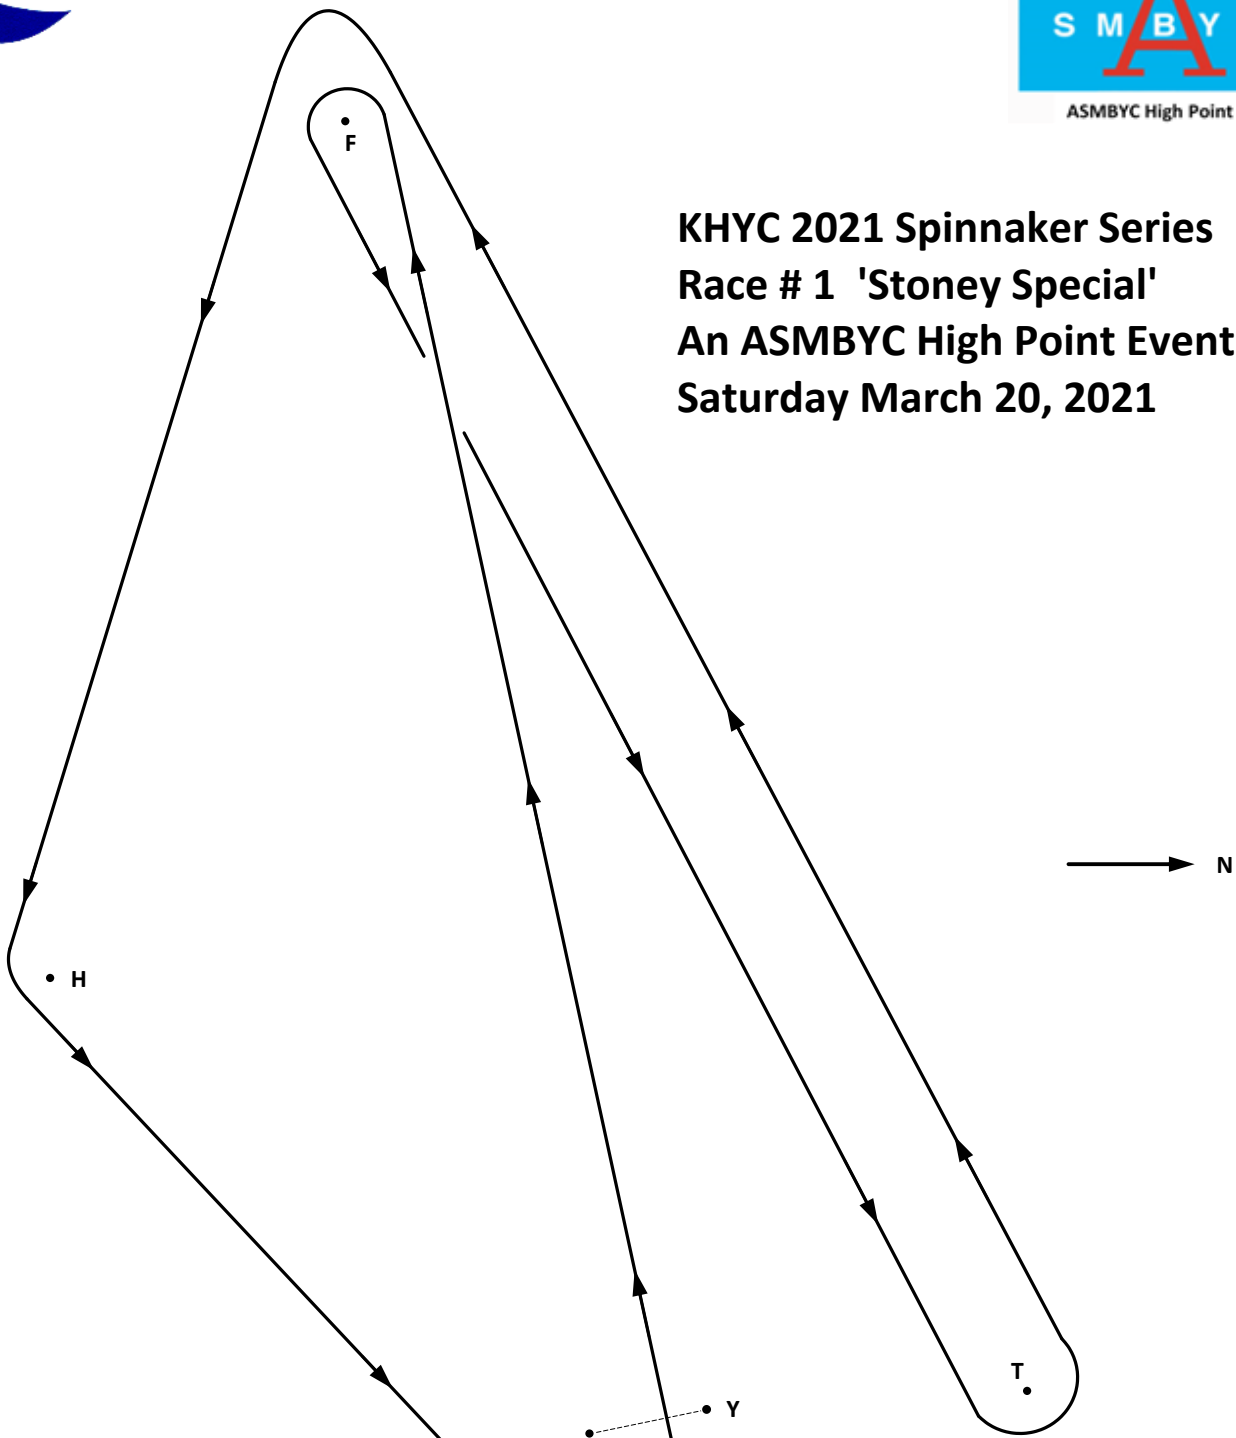 S M B Y
A
ASMBYC High Point
F
KHYC 2021 Spinnaker Series
Race # 1 'Stoney Special'
An ASMBYC High Point Event
Saturday March 20, 2021
N
H
T
Y